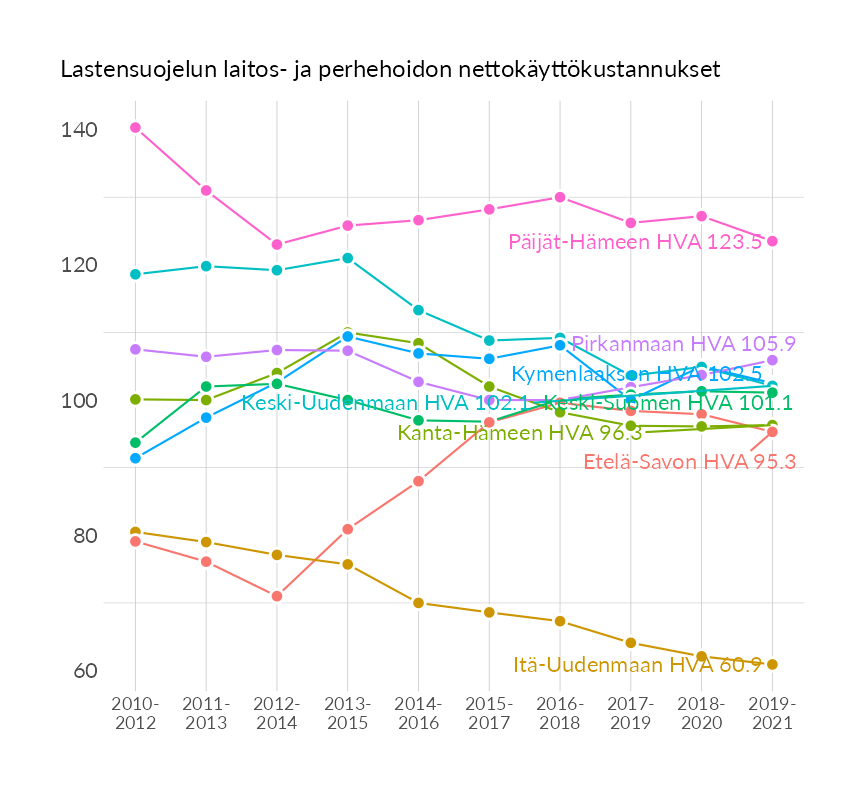 Lastensuojelun laitos- ja perhehoidon nettokäyttökustannukset
140
120
100
80
60
Päijät-Hämeen HVA 123.5
Pirkanmaan HVA 105.9
Kymenlaakson HVA 102.5
Keski-Uudenmaan HVA 102.1
Keski-Suomen HVA 101.1
Kanta-Hämeen HVA 96.3
Etelä-Savon HVA 95.3
Itä-Uudenmaan HVA 60.9
2010-2012
2011-2013
2012-2014
2013-2015
2014-2016
2015-2017
2016-2018
2017-2019
2018-2020
2019-2021